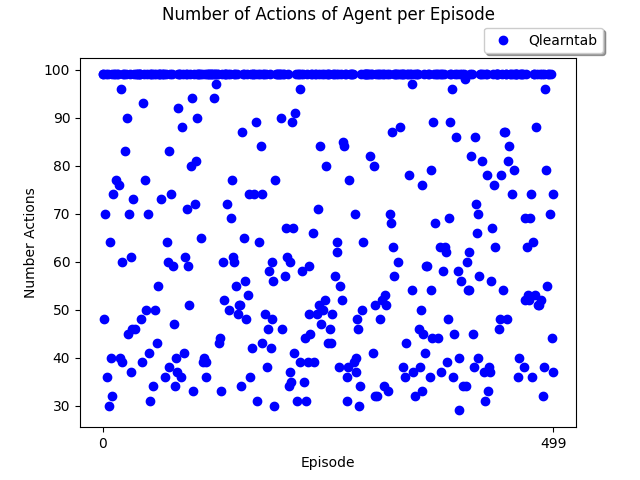 Number of Actions of Agent per Episode
Qlearntab
100
90
80
70
60
50
40
30
Number Actions
0
499
Episode